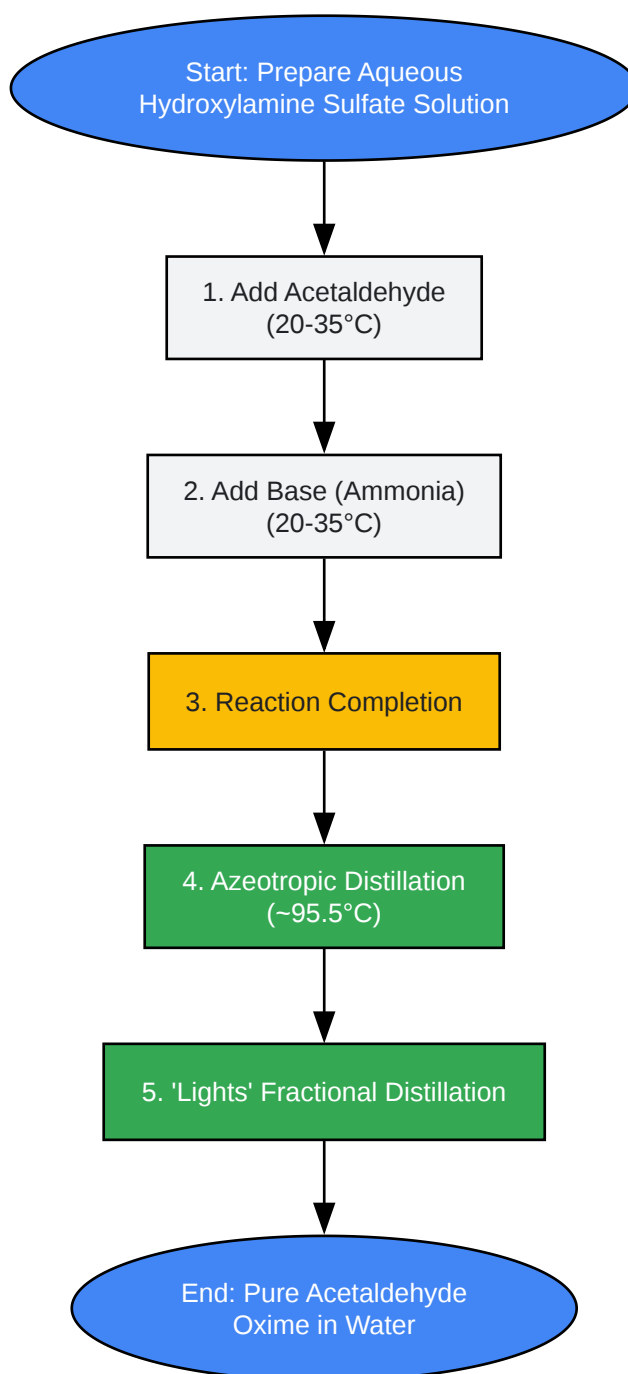 Start: Prepare Aqueous
Hydroxylamine Sulfate Solution
1. Add Acetaldehyde
(20-35°C)
2. Add Base (Ammonia)
(20-35°C)
3. Reaction Completion
4. Azeotropic Distillation
(~95.5°C)
5. 'Lights' Fractional Distillation
End: Pure Acetaldehyde
Oxime in Water